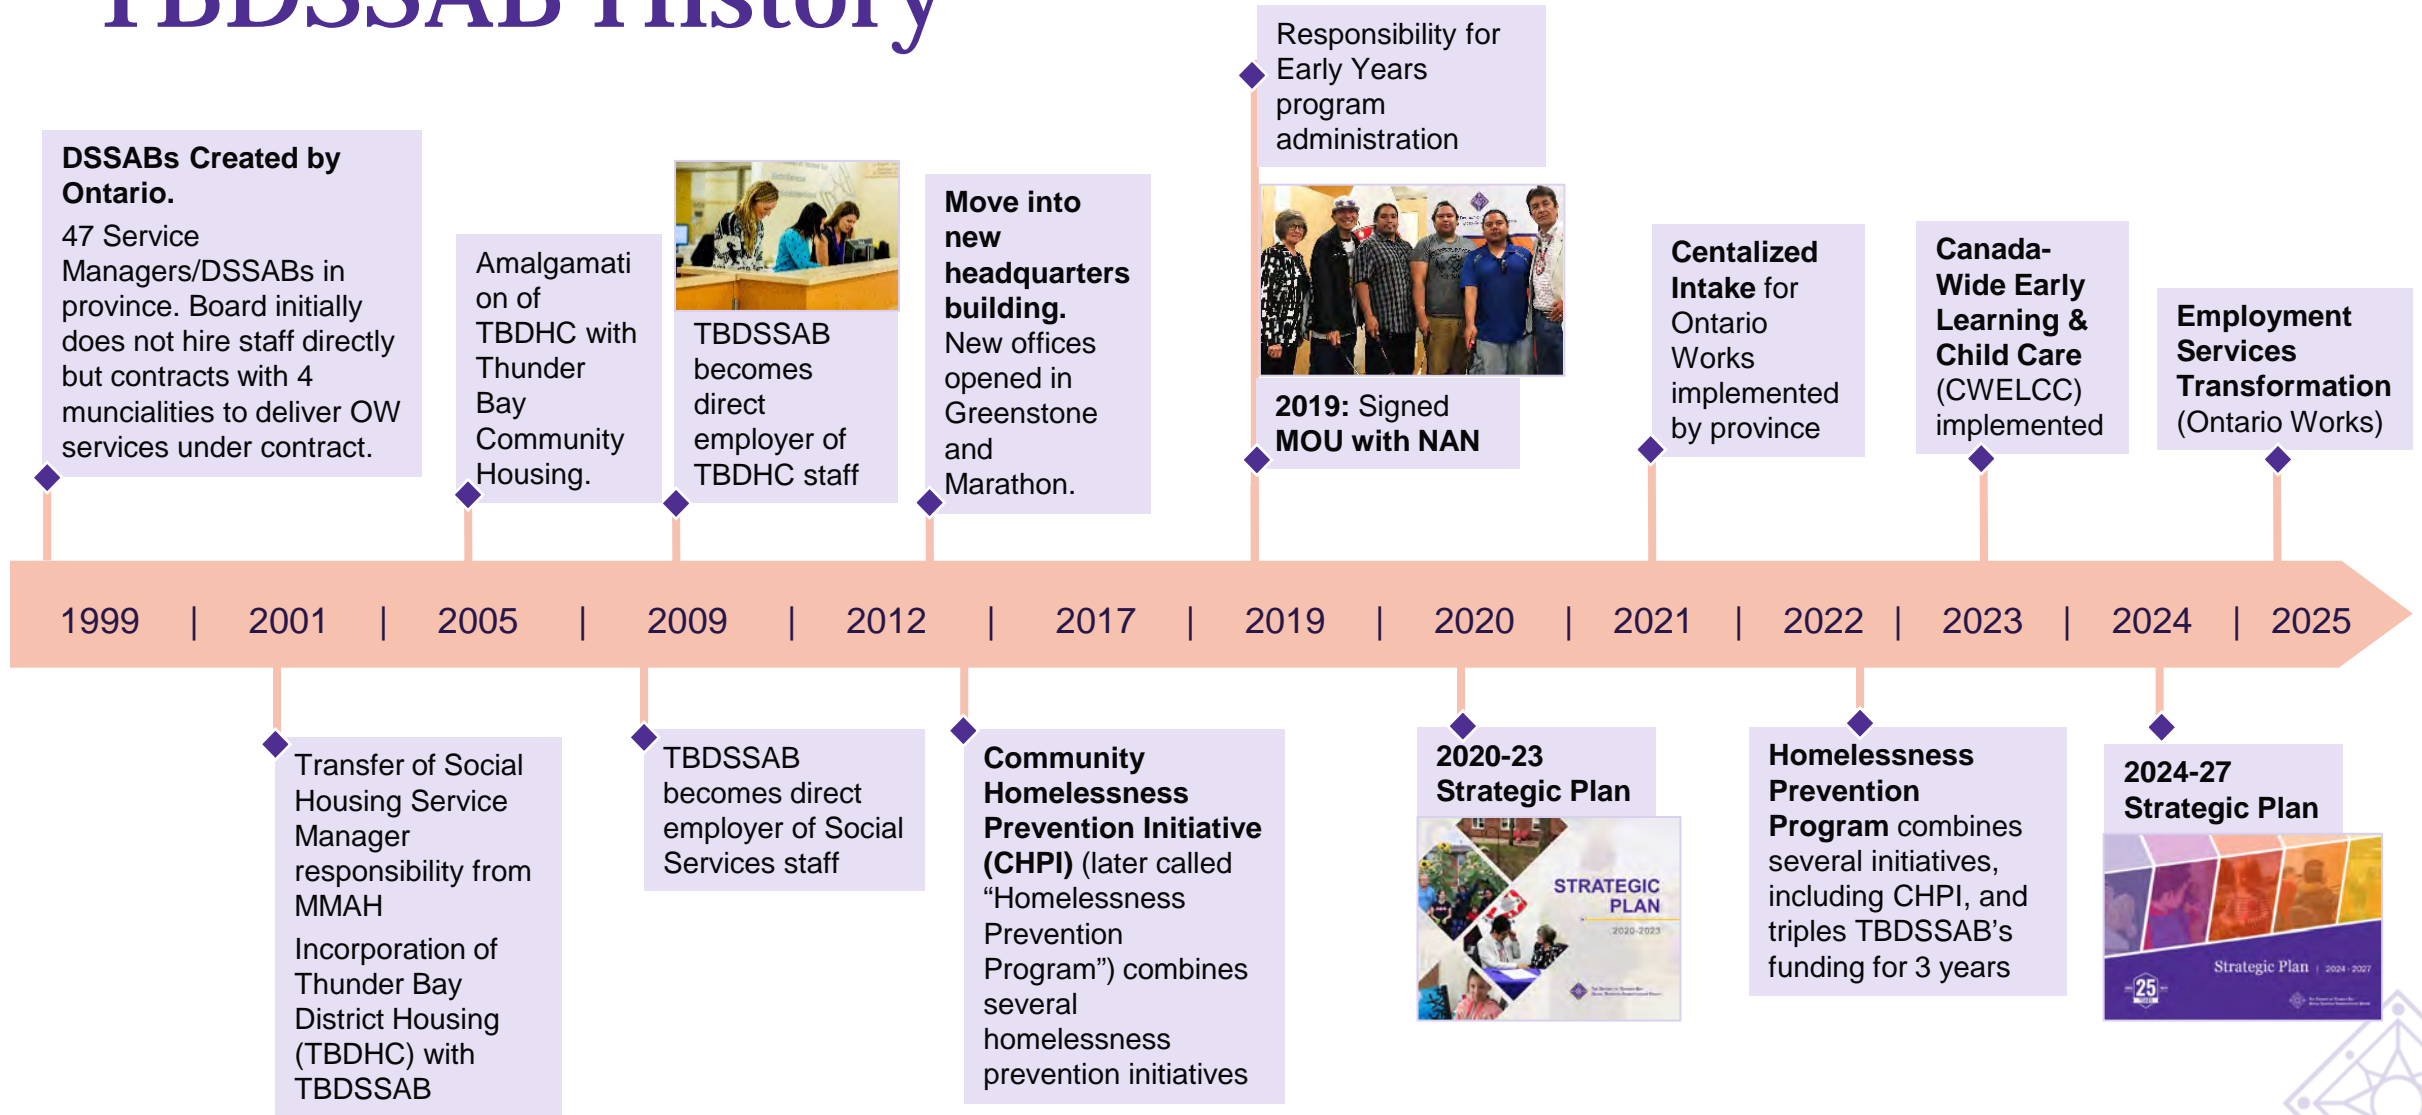 TBDSSAB History
DSSABs Created by
Ontario.
47 Service
Managers/DSSABs in
province. Board initially
does not hire staff directly
but contracts with 4
muncialities to deliver OW
services under contract.
Amalgamati
on of
TBDHC with
Thunder
Bay
Community
Housing.
TBDSSAB
becomes
direct
employer of
TBDHC staff
Move into
new
headquarters
building.
New offices
opened in
Greenstone
and
Marathon.
Responsibility for
Early Years
program
administration
2019: Signed
MOU with NAN
Centalized
Intake for
Ontario
Works
implemented
by province
Canada-
Wide Early
Learning &
Child Care
(CWELCC)
implemented
Employment
Services
Transformation
(Ontario Works)
1999 | 2001 | 2005 | 2009 | 2012 | 2017 | 2019 | 2020 | 2021 | 2022 | 2023 | 2024 | 2025
Transfer of Social
Housing Service
Manager
responsibility from
MMAH
Incorporation of
Thunder Bay
District Housing
(TBDHC) with
TBDSSAB
TBDSSAB
becomes direct
employer of Social
Services staff
Community
Homelessness
Prevention Initiative
(CHPI) (later called
“Homelessness
Prevention
Program”) combines
several
homelessness
prevention initiatives
2020-23
Strategic Plan
STRATEGIC
PLAN
2020-2023
Homelessness
Prevention
Program combines
several initiatives,
including CHPI, and
triples TBDSSAB’s
funding for 3 years
2024-27
Strategic Plan
Strategic Plan | 2024 - 2027
25